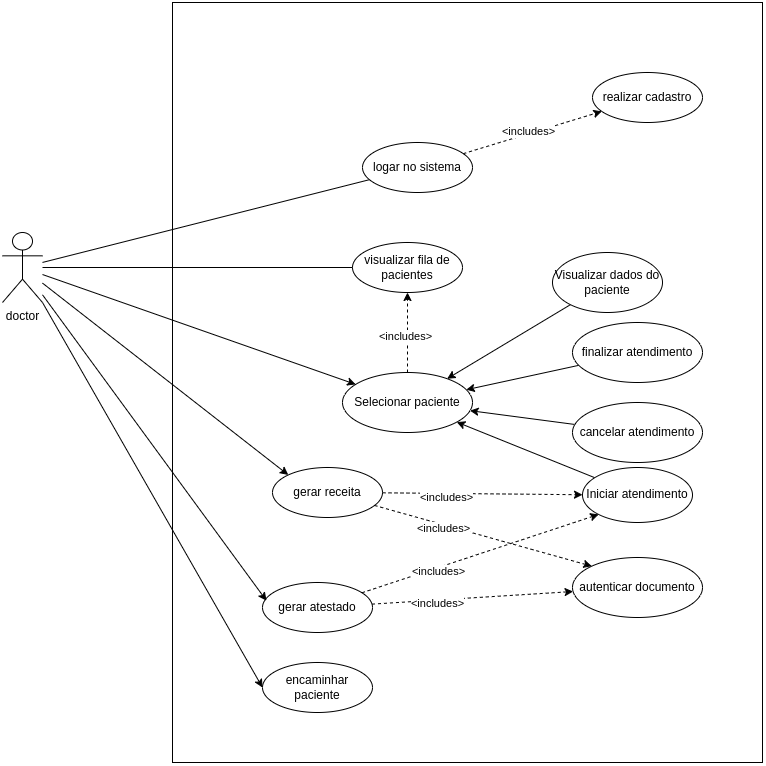 realizar cadastro
<includes>
logar no sistema
visualizar fila de
pacientes
Visualizar dados do
paciente
doctor
<includes>
finalizar atendimento
Selecionar paciente
cancelar atendimento
gerar receita
<includes>
Iniciar atendimento
<includes>
<includes>
autenticar documento
gerar atestado
<includes>
encaminhar
paciente